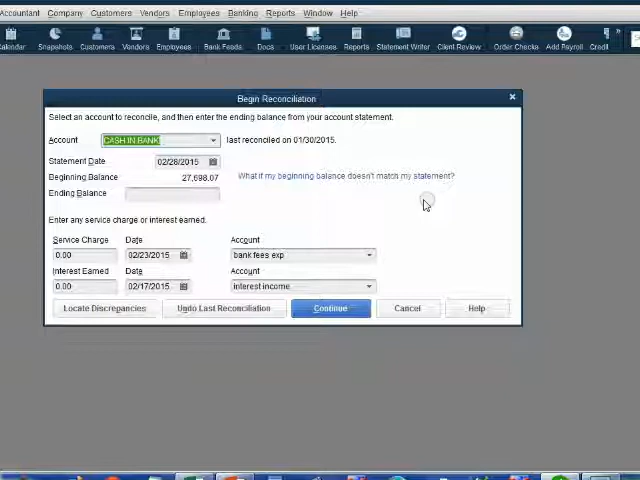 Accountant Company Customers Vendors Employees Banking Reports Window Help
Calendar Snapshots Customers Vendors Employees Bank Feeds Docs User Licenses Reports Statement Writer Client Review Order Checks Add Payroll Credit
Begin Reconciliation
Select an account to reconcile, and then enter the ending balance from your account statement.
Account CASH IN BANK last reconciled on 01/30/2015.
Statement Date 02/28/2015
Beginning Balance 27,698.07 What if my beginning balance doesn't match my statement?
Ending Balance
Enter any service charge or interest earned.
Service Charge Date Account
0.00 02/23/2015 bank fees exp
Interest Earned Date Account
0.00 02/17/2015 interest income
Locate Discrepancies Undo Last Reconciliation Continue Cancel Help